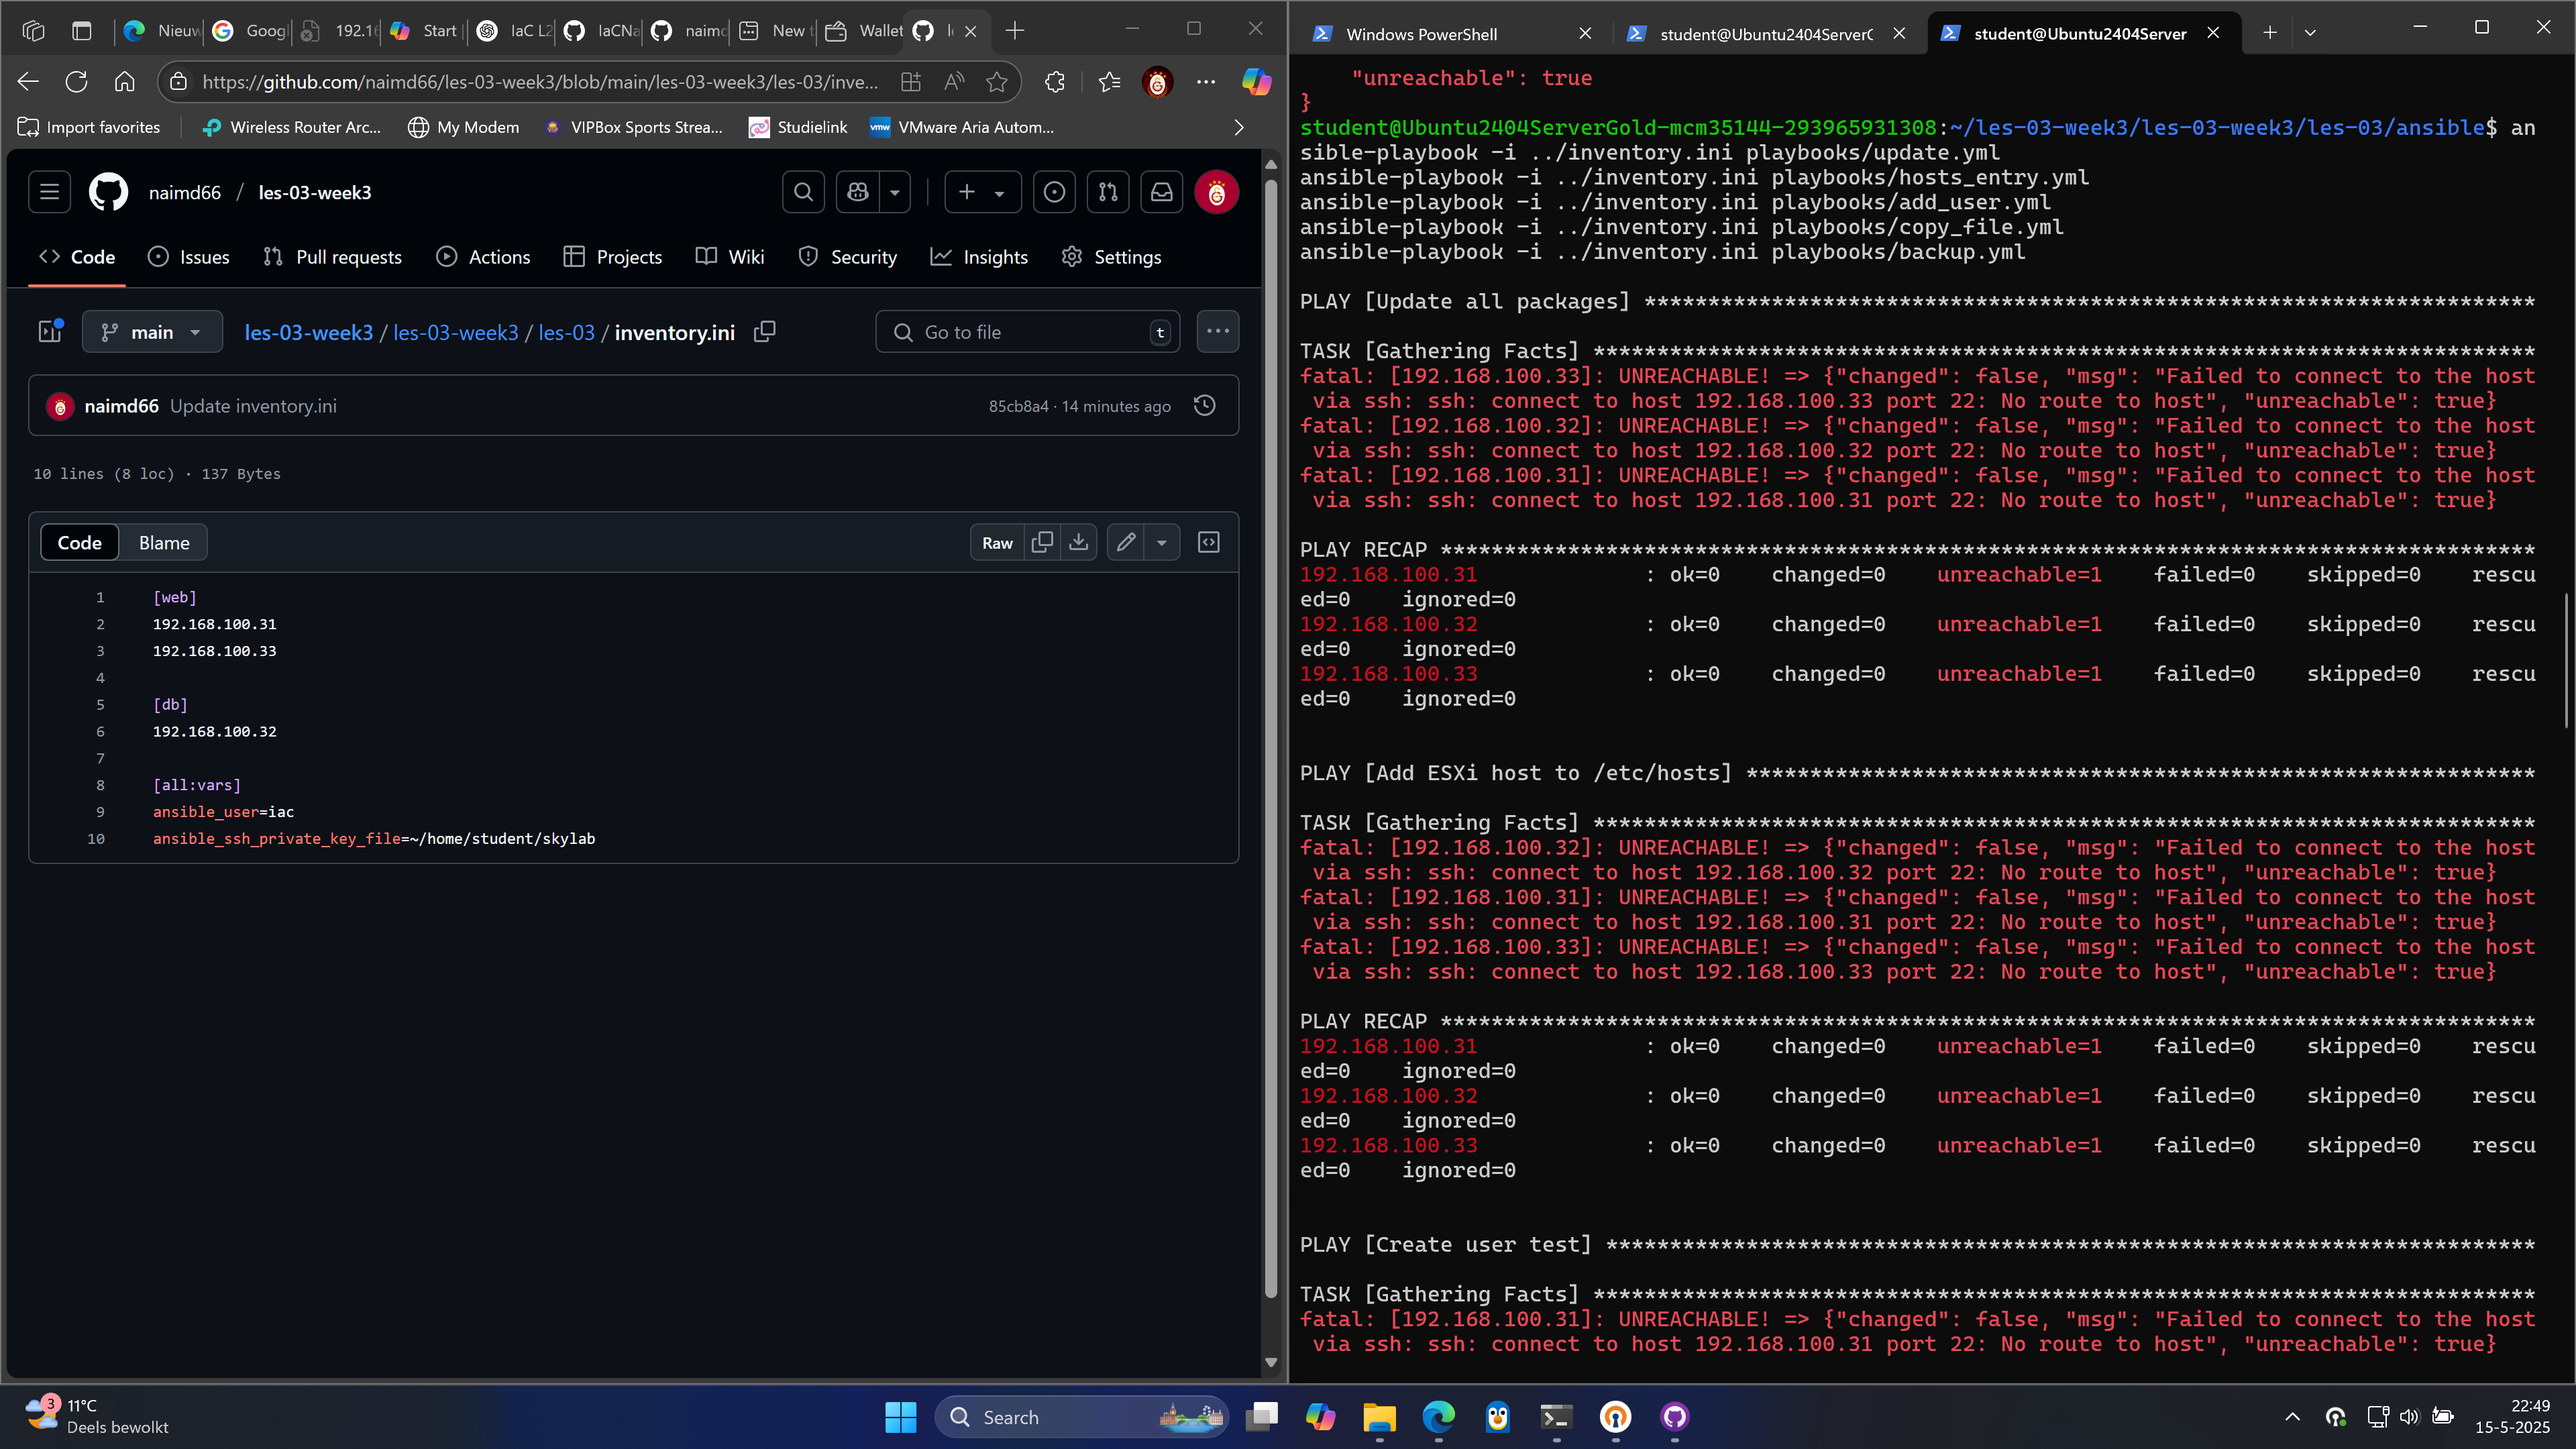 Nieuw
Googl
192.16
Start
IaC L2
IaCNa
naimd
New t
Wallet
https://github.com/naimd66/les-03-week3/blob/main/les-03-week3/les-03/inve...
Import favorites
Wireless Router Arc...
My Modem
VIPBox Sports Strea...
Studielink
vmw VMware Aria Autom...
naimd66 / les-03-week3
Code
Issues
Pull requests
Actions
Projects
Wiki
Security
Insights
Settings
main
les-03-week3 / les-03-week3 / les-03 / inventory.ini
Go to file
t
naimd66 Update inventory.ini
85cb8a4 · 14 minutes ago
10 lines (8 loc) · 137 Bytes
Code
Blame
Raw
1 [web]
2 192.168.100.31
3 192.168.100.33
4
5 [db]
6 192.168.100.32
7
8 [all:vars]
9 ansible_user=iac
10 ansible_ssh_private_key_file=~/home/student/skylab
Windows PowerShell
student@Ubuntu2404ServerG
student@Ubuntu2404Server
"unreachable": true
}
student@Ubuntu2404ServerGold-mcm35144-293965931308:~/les-03-week3/les-03-week3/les-03/ansible$ an
sible-playbook -i ../inventory.ini playbooks/update.yml
ansible-playbook -i ../inventory.ini playbooks/hosts_entry.yml
ansible-playbook -i ../inventory.ini playbooks/add_user.yml
ansible-playbook -i ../inventory.ini playbooks/copy_file.yml
ansible-playbook -i ../inventory.ini playbooks/backup.yml
PLAY [Update all packages] **********************************************************************
TASK [Gathering Facts] **************************************************************************
fatal: [192.168.100.33]: UNREACHABLE! => {"changed": false, "msg": "Failed to connect to the host
via ssh: ssh: connect to host 192.168.100.33 port 22: No route to host", "unreachable": true}
fatal: [192.168.100.32]: UNREACHABLE! => {"changed": false, "msg": "Failed to connect to the host
via ssh: ssh: connect to host 192.168.100.32 port 22: No route to host", "unreachable": true}
fatal: [192.168.100.31]: UNREACHABLE! => {"changed": false, "msg": "Failed to connect to the host
via ssh: ssh: connect to host 192.168.100.31 port 22: No route to host", "unreachable": true}
PLAY RECAP **************************************************************************************
192.168.100.31 : ok=0 changed=0 unreachable=1 failed=0 skipped=0 rescu
ed=0 ignored=0
192.168.100.32 : ok=0 changed=0 unreachable=1 failed=0 skipped=0 rescu
ed=0 ignored=0
192.168.100.33 : ok=0 changed=0 unreachable=1 failed=0 skipped=0 rescu
ed=0 ignored=0
PLAY [Add ESXi host to /etc/hosts] **************************************************************
TASK [Gathering Facts] **************************************************************************
fatal: [192.168.100.32]: UNREACHABLE! => {"changed": false, "msg": "Failed to connect to the host
via ssh: ssh: connect to host 192.168.100.32 port 22: No route to host", "unreachable": true}
fatal: [192.168.100.31]: UNREACHABLE! => {"changed": false, "msg": "Failed to connect to the host
via ssh: ssh: connect to host 192.168.100.31 port 22: No route to host", "unreachable": true}
fatal: [192.168.100.33]: UNREACHABLE! => {"changed": false, "msg": "Failed to connect to the host
via ssh: ssh: connect to host 192.168.100.33 port 22: No route to host", "unreachable": true}
PLAY RECAP **************************************************************************************
192.168.100.31 : ok=0 changed=0 unreachable=1 failed=0 skipped=0 rescu
ed=0 ignored=0
192.168.100.32 : ok=0 changed=0 unreachable=1 failed=0 skipped=0 rescu
ed=0 ignored=0
192.168.100.33 : ok=0 changed=0 unreachable=1 failed=0 skipped=0 rescu
ed=0 ignored=0
PLAY [Create user test] *************************************************************************
TASK [Gathering Facts] **************************************************************************
fatal: [192.168.100.31]: UNREACHABLE! => {"changed": false, "msg": "Failed to connect to the host
via ssh: ssh: connect to host 192.168.100.31 port 22: No route to host", "unreachable": true}
3
11°C
Deels bewolkt
Search
22:49
15-5-2025